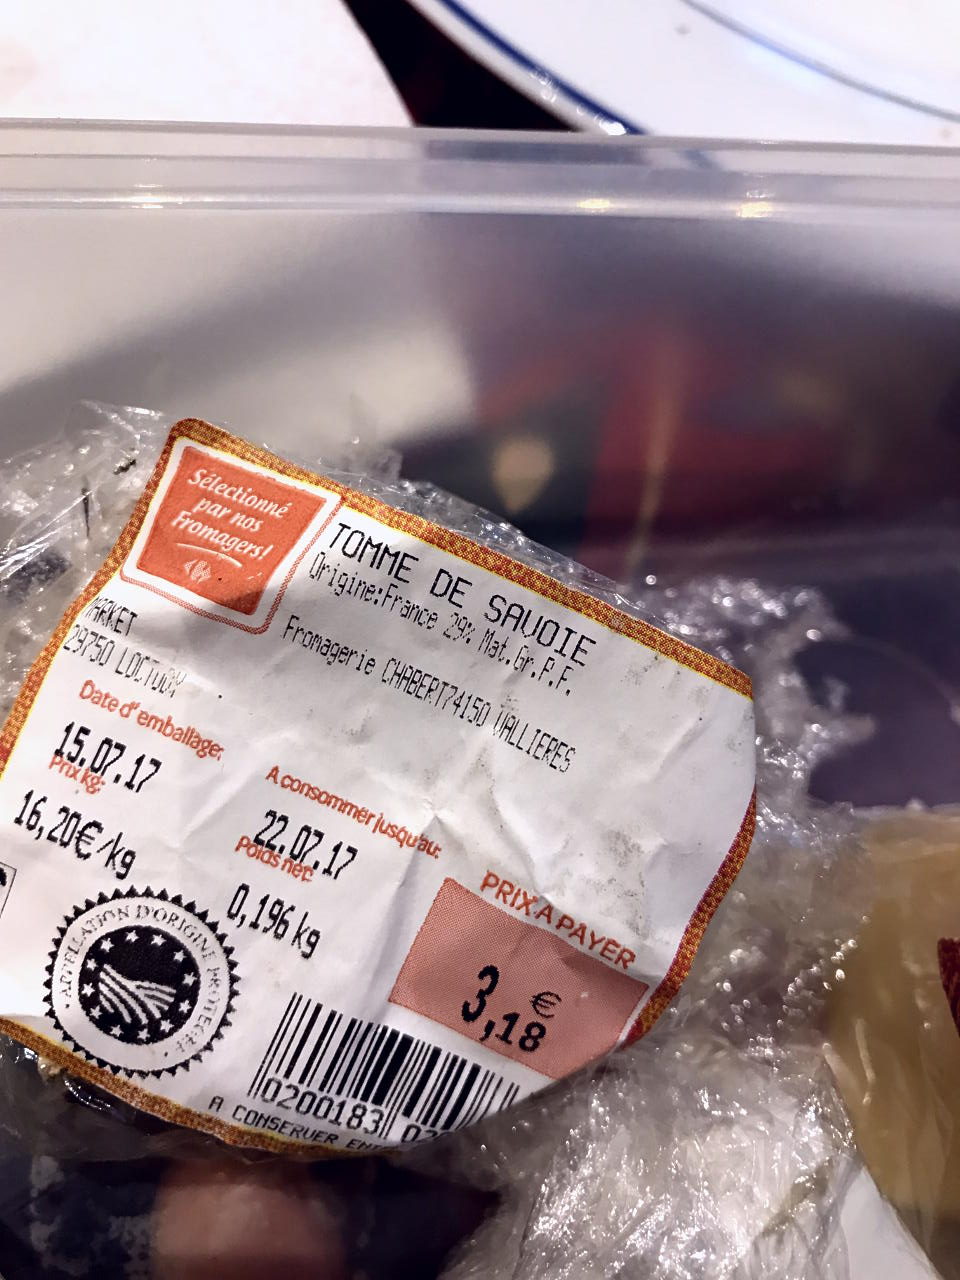 Sélectionné
par nos
Fromagers!
TOMME DE SAVOIE
Origine:France 29% Mat.Gr.P.F.
Fromagerie CHABERT74150 VALLIERES
MARKET
29750 LOCTUDY
Date d'emballage:
15.07.17
Prix kg:
16,20€/kg
A consommer jusqu'au:
22.07.17
Poids net:
0,196 kg
PRIX A PAYER
3,18 €
APPELLATION D'ORIGINE PROTEGEE
0200183 02
A CONSERVER